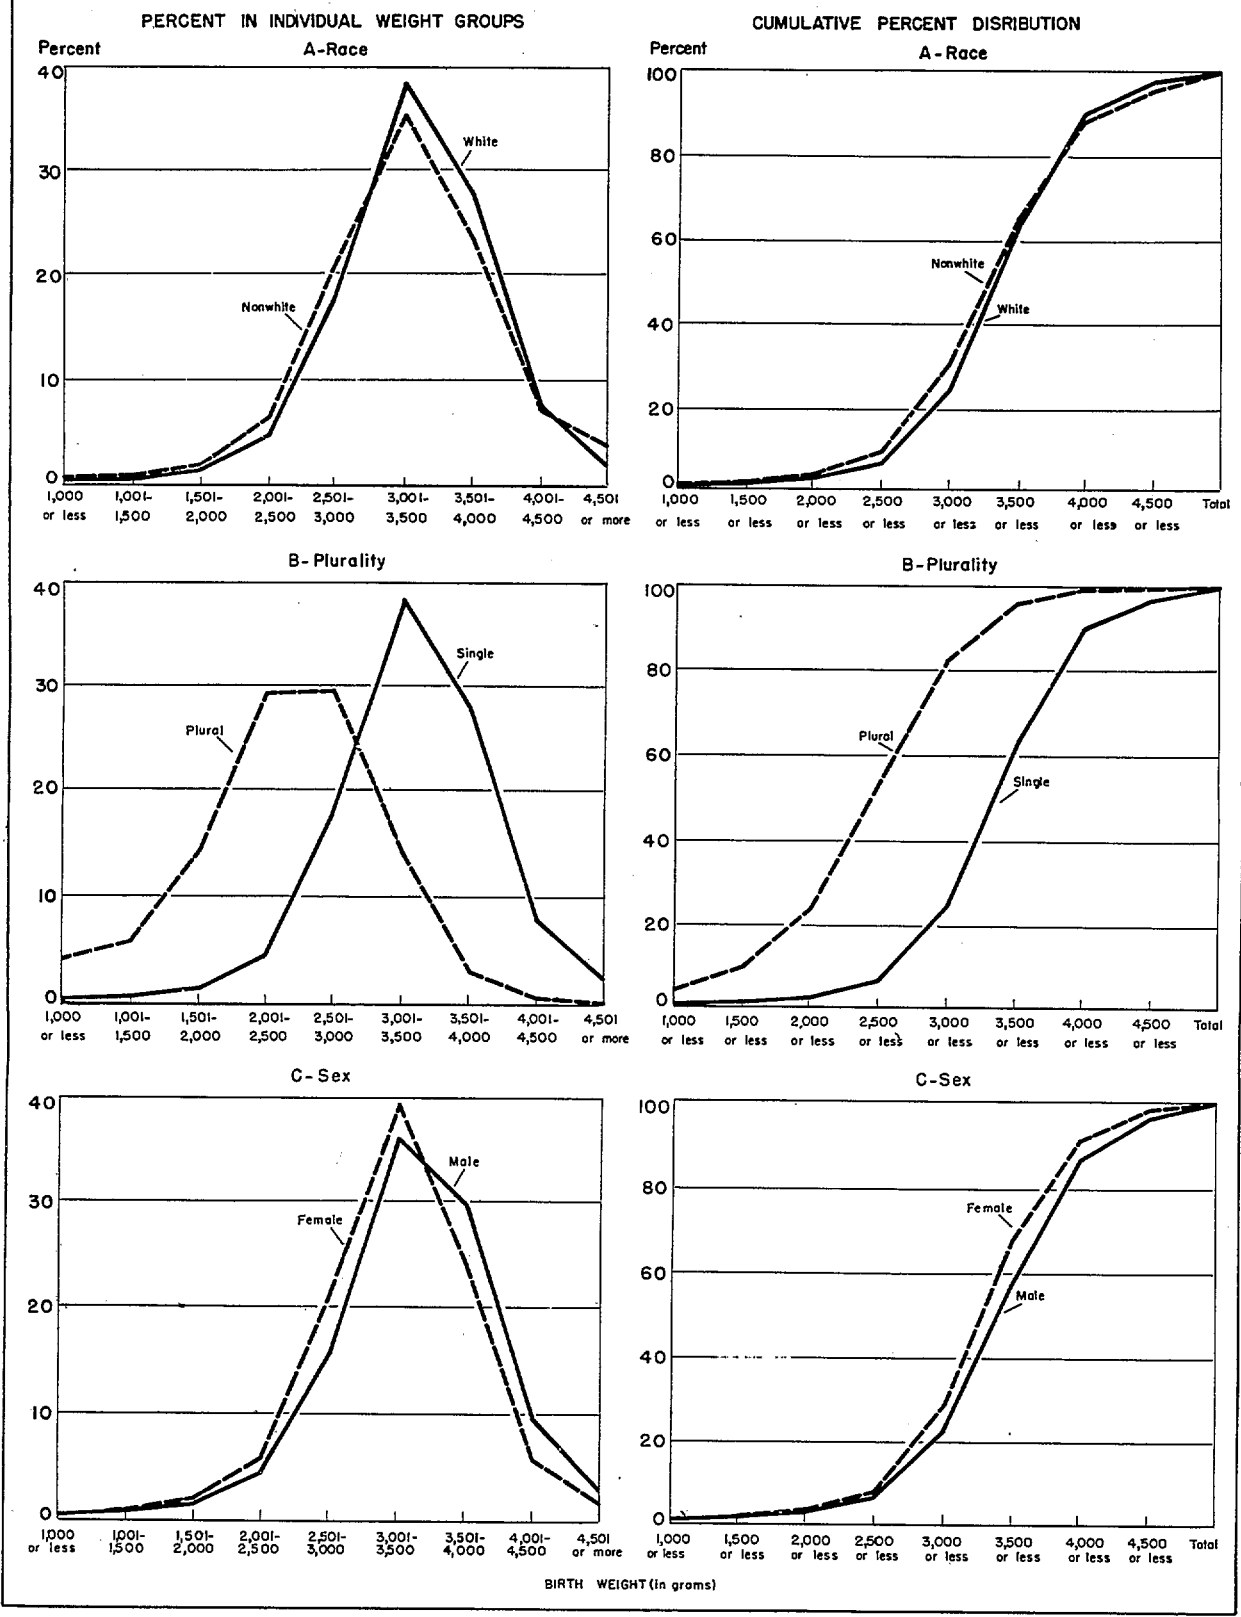 PERCENT IN INDIVIDUAL WEIGHT GROUPS
A-Race
Percent
40
30
20
10
0
White
Nonwhite
1,000 1,001- 1,501- 2,001- 2,501- 3,001- 3,501- 4,001- 4,501
or less 1,500 2,000 2,500 3,000 3,500 4,000 4,500 or more
CUMULATIVE PERCENT DISRIBUTION
A-Race
Percent
100
80
60
40
20
0
Nonwhite
White
1,000 1,500 2,000 2,500 3,000 3,500 4,000 4,500 Total
or less or less or less or less or less or less or less or less
B-Plurality
40
30
20
10
0
Single
Plural
1,000 1,001- 1,501- 2,001- 2,501- 3,001- 3,501- 4,001- 4,501
or less 1,500 2,000 2,500 3,000 3,500 4,000 4,500 or more
B-Plurality
100
80
60
40
20
0
Plural
Single
1,000 1,500 2,000 2,500 3,000 3,500 4,000 4,500 Total
or less or less or less or less or less or less or less or less
C-Sex
40
30
20
10
0
Male
Female
1,000 1,001- 1,501- 2,001- 2,501- 3,001- 3,501- 4,001- 4,501
or less 1,500 2,000 2,500 3,000 3,500 4,000 4,500 or more
C-Sex
100
80
60
40
20
0
Female
Male
1,000 1,500 2,000 2,500 3,000 3,500 4,000 4,500 Total
or less or less or less or less or less or less or less or less
BIRTH WEIGHT (in grams)